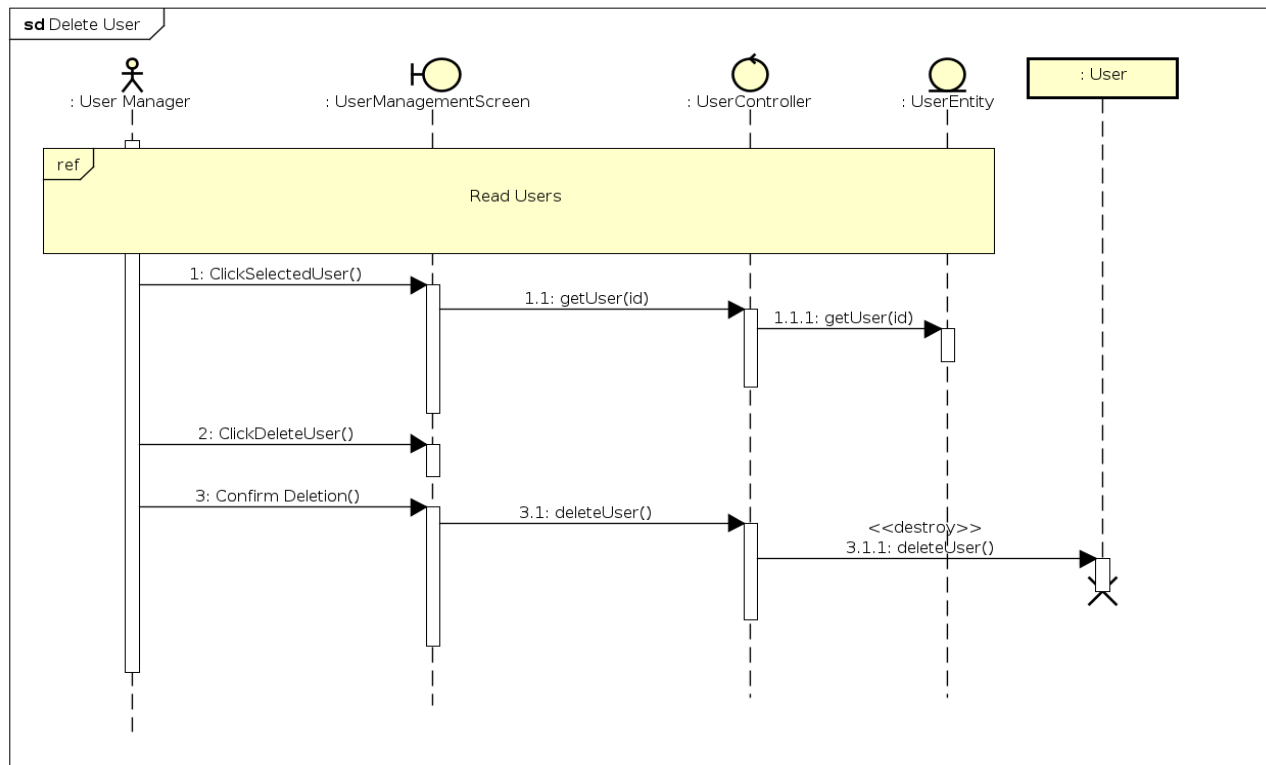 sd Delete User
: User Manager
: UserManagementScreen
: UserController
: UserEntity
: User
ref
Read Users
1: ClickSelectedUser()
1.1: getUser(id)
1.1.1: getUser(id)
2: ClickDeleteUser()
3: Confirm Deletion()
3.1: deleteUser()
<<destroy>>
3.1.1: deleteUser()